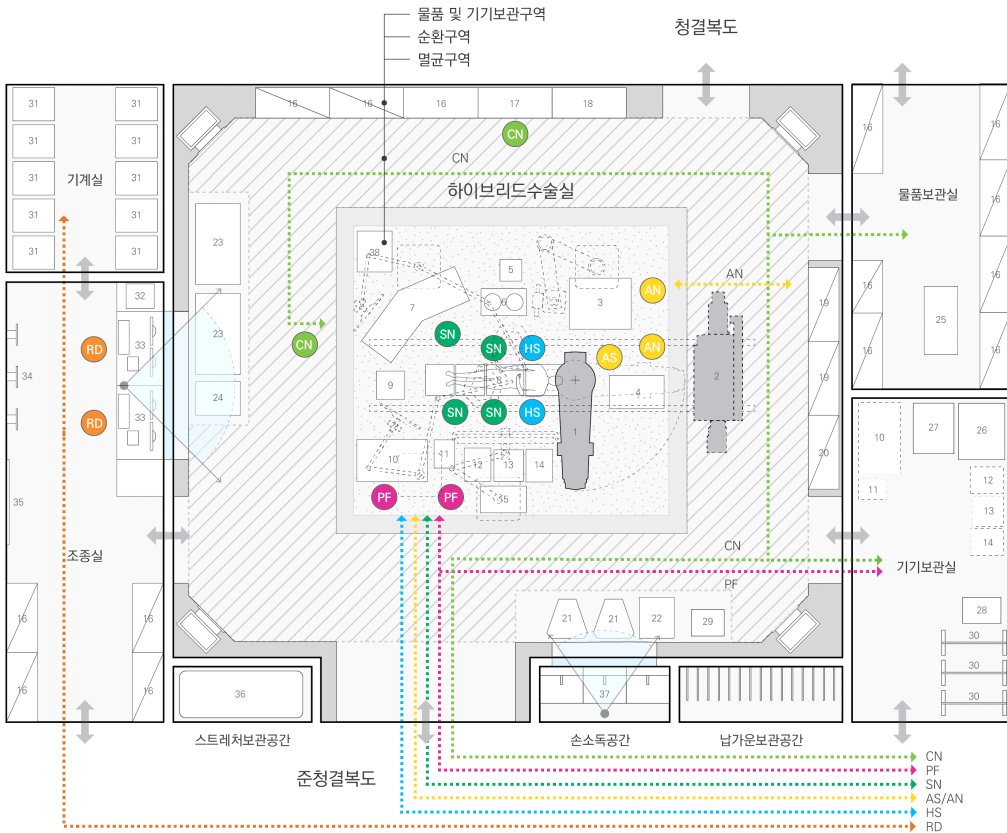 물품 및 기기보관구역
순환구역
멸균구역
청결복도
31
31
31
31
31
31
31
31
31
31
기계실
16
16
16
17
18
CN
CN
하이브리드수술실
16
16
16
16
16
16
16
물품보관실
25
23
23
24
38
5
7
6
3
AN
AN
SN
SN
HS
AS
AN
CN
9
8
4
2
SN
SN
HS
1
10
11
12
13
14
15
PF
PF
19
19
20
32
33
33
34
35
RD
RD
조종실
16
16
16
16
10
11
27
26
12
13
14
기기보관실
28
30
30
30
CN
PF
21
21
22
29
36
37
스트레처보관공간
손소독공간
납가운보관공간
준청결복도
CN
PF
SN
AS/AN
HS
RD